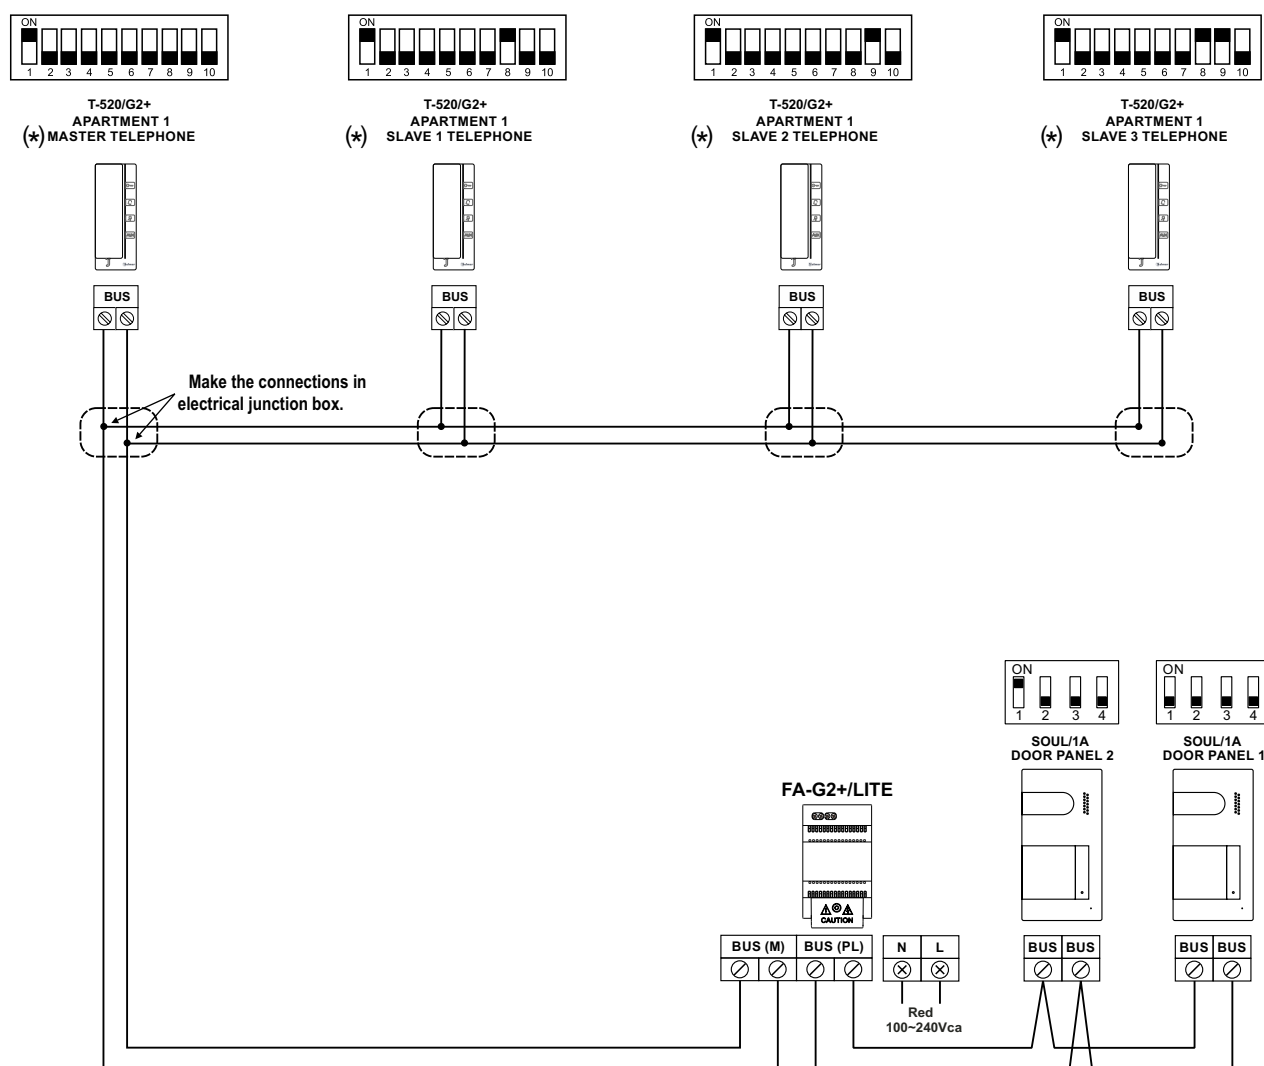 ON
1 2 3 4 5 6 7 8 9 10
T-520/G2+
APARTMENT 1
(*) MASTER TELEPHONE
BUS
ON
1 2 3 4 5 6 7 8 9 10
T-520/G2+
APARTMENT 1
(*) SLAVE 1 TELEPHONE
BUS
ON
1 2 3 4 5 6 7 8 9 10
T-520/G2+
APARTMENT 1
(*) SLAVE 2 TELEPHONE
BUS
ON
1 2 3 4 5 6 7 8 9 10
T-520/G2+
APARTMENT 1
(*) SLAVE 3 TELEPHONE
BUS
Make the connections in
electrical junction box.
FA-G2+/LITE
CAUTION
BUS (M) BUS (PL) N L
Red
100~240Vca
ON
1 2 3 4
SOUL/1A
DOOR PANEL 2
BUS BUS
ON
1 2 3 4
SOUL/1A
DOOR PANEL 1
BUS BUS